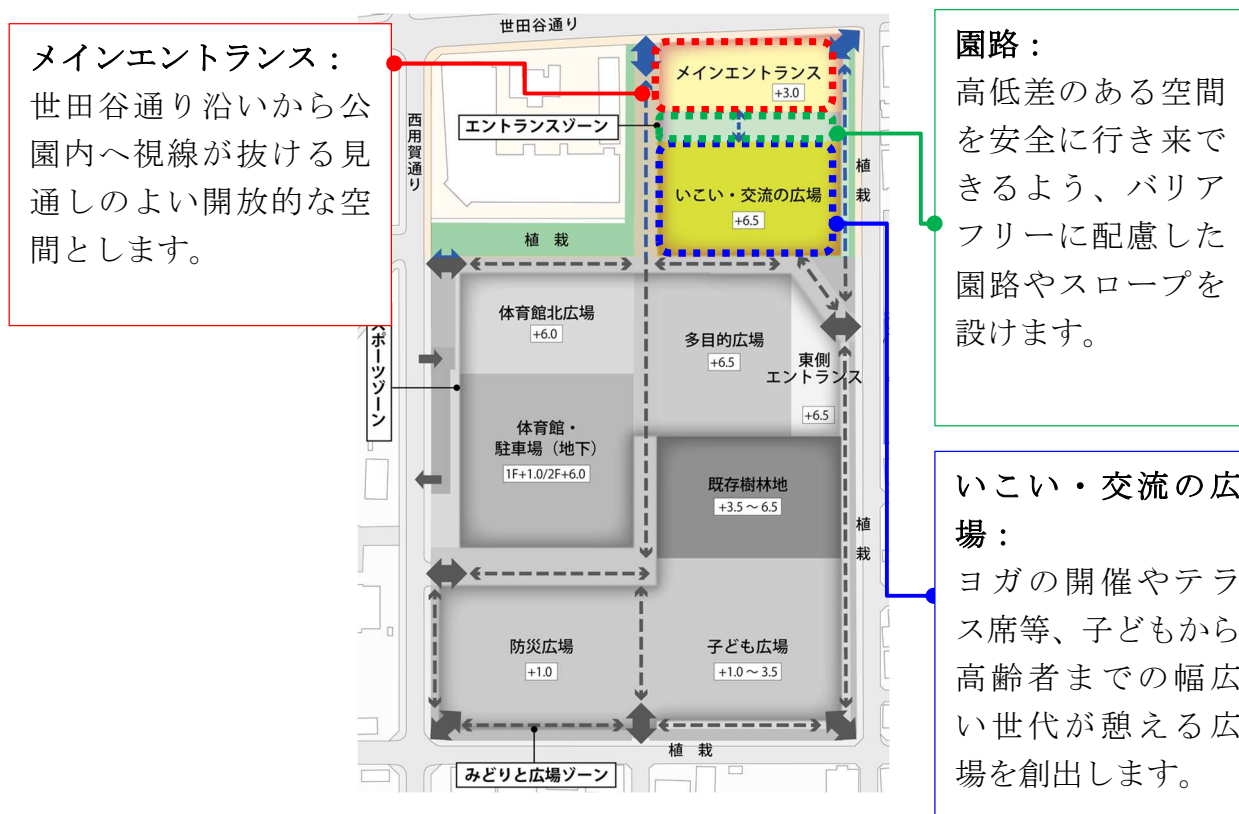 メインエントランス：
世田谷通り沿いから公
園内へ視線が抜ける見
通しのよい開放的な空
間とします。
世田谷通り
西用賀通り
メインエントランス
+3.0
エントランスゾーン
いこい・交流の広場
+6.5
植栽
植栽
園路：
高低差のある空間
を安全に行き来で
きるよう、バリア
フリーに配慮した
園路やスロープを
設けます。
体育館北広場
+6.0
多目的広場
+6.5
東側
エントランス
+6.5
スポーツゾーン
体育館・
駐車場（地下）
1F+1.0/2F+6.0
既存樹林地
+3.5～6.5
植栽
いこい・交流の広
場：
ヨガの開催やテラ
ス席等、子どもから
高齢者までの幅広
い世代が憩える広
場を創出します。
防災広場
+1.0
子ども広場
+1.0～3.5
植栽
みどりと広場ゾーン